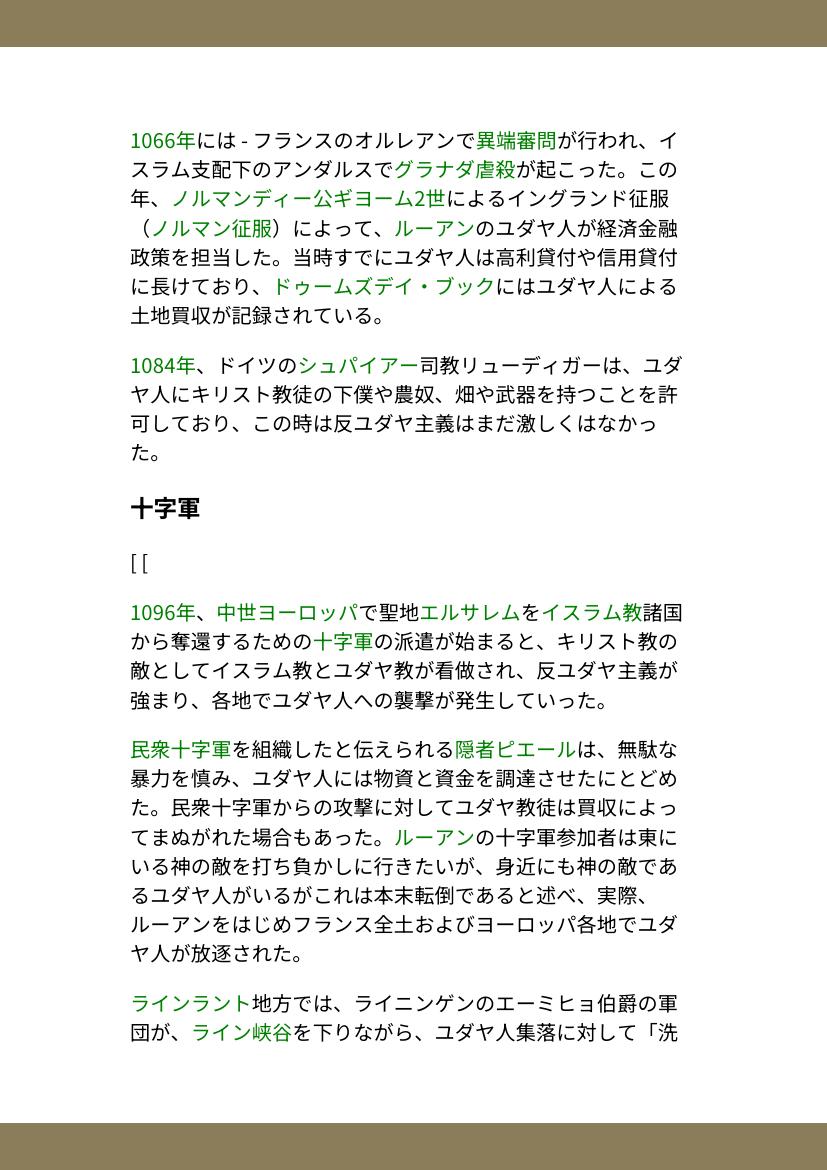 1066年には - フランスのオルレアンで異端審問が行われ、イ
スラム支配下のアンダルスでグラナダ虐殺が起こった。この
年、ノルマンディー公ギヨーム2世によるイングランド征服
（ノルマン征服）によって、ルーアンのユダヤ人が経済金融
政策を担当した。当時すでにユダヤ人は高利貸付や信用貸付
に長けており、ドゥームズデイ・ブックにはユダヤ人による
土地買収が記録されている。
1084年、ドイツのシュパイアー司教リューディガーは、ユダ
ヤ人にキリスト教徒の下僕や農奴、畑や武器を持つことを許
可しており、この時は反ユダヤ主義はまだ激しくはなかっ
た。
十字軍
[ [
1096年、中世ヨーロッパで聖地エルサレムをイスラム教諸国
から奪還するための十字軍の派遣が始まると、キリスト教の
敵としてイスラム教とユダヤ教が看做され、反ユダヤ主義が
強まり、各地でユダヤ人への襲撃が発生していった。
民衆十字軍を組織したと伝えられる隠者ピエールは、無駄な
暴力を慎み、ユダヤ人には物資と資金を調達させたにとどめ
た。民衆十字軍からの攻撃に対してユダヤ教徒は買収によっ
てまぬがれた場合もあった。ルーアンの十字軍参加者は東に
いる神の敵を打ち負かしに行きたいが、身近にも神の敵であ
るユダヤ人がいるがこれは本末転倒であると述べ、実際、
ルーアンをはじめフランス全土およびヨーロッパ各地でユダ
ヤ人が放逐された。
ラインラント地方では、ライニンゲンのエーミヒョ伯爵の軍
団が、ライン峡谷を下りながら、ユダヤ人集落に対して「洗